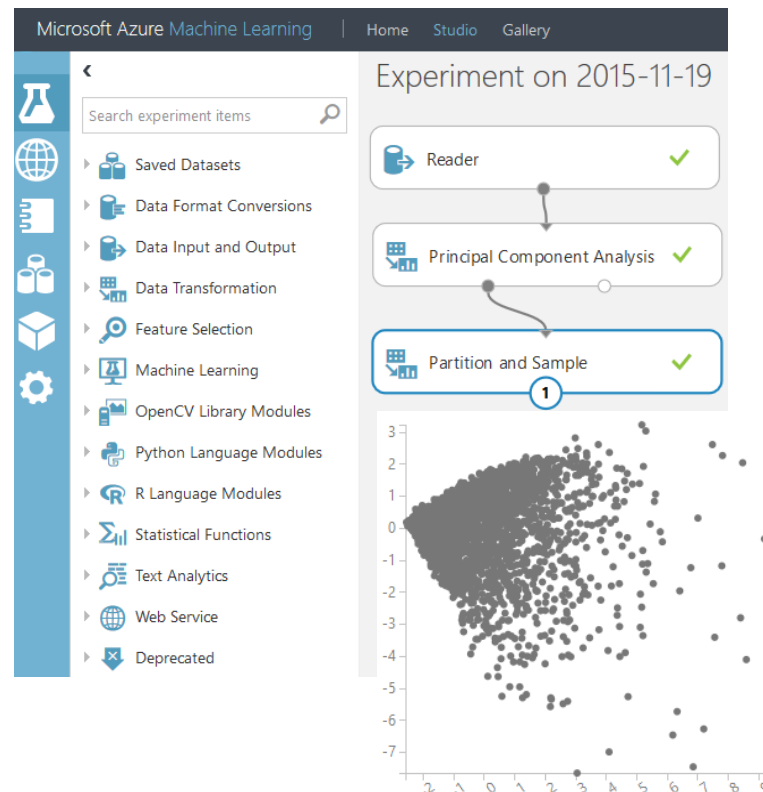 Microsoft Azure Machine Learning | Home Studio Gallery
Experiment on 2015-11-19
Search experiment items
Saved Datasets
Data Format Conversions
Data Input and Output
Data Transformation
Feature Selection
Machine Learning
OpenCV Library Modules
Python Language Modules
R Language Modules
Statistical Functions
Text Analytics
Web Service
Deprecated
Reader
Principal Component Analysis
Partition and Sample
1
3
2
1
0
-1
-2
-3
-4
-5
-6
-7
-2 -1 0 1 2 3 4 5 6 7 8 9